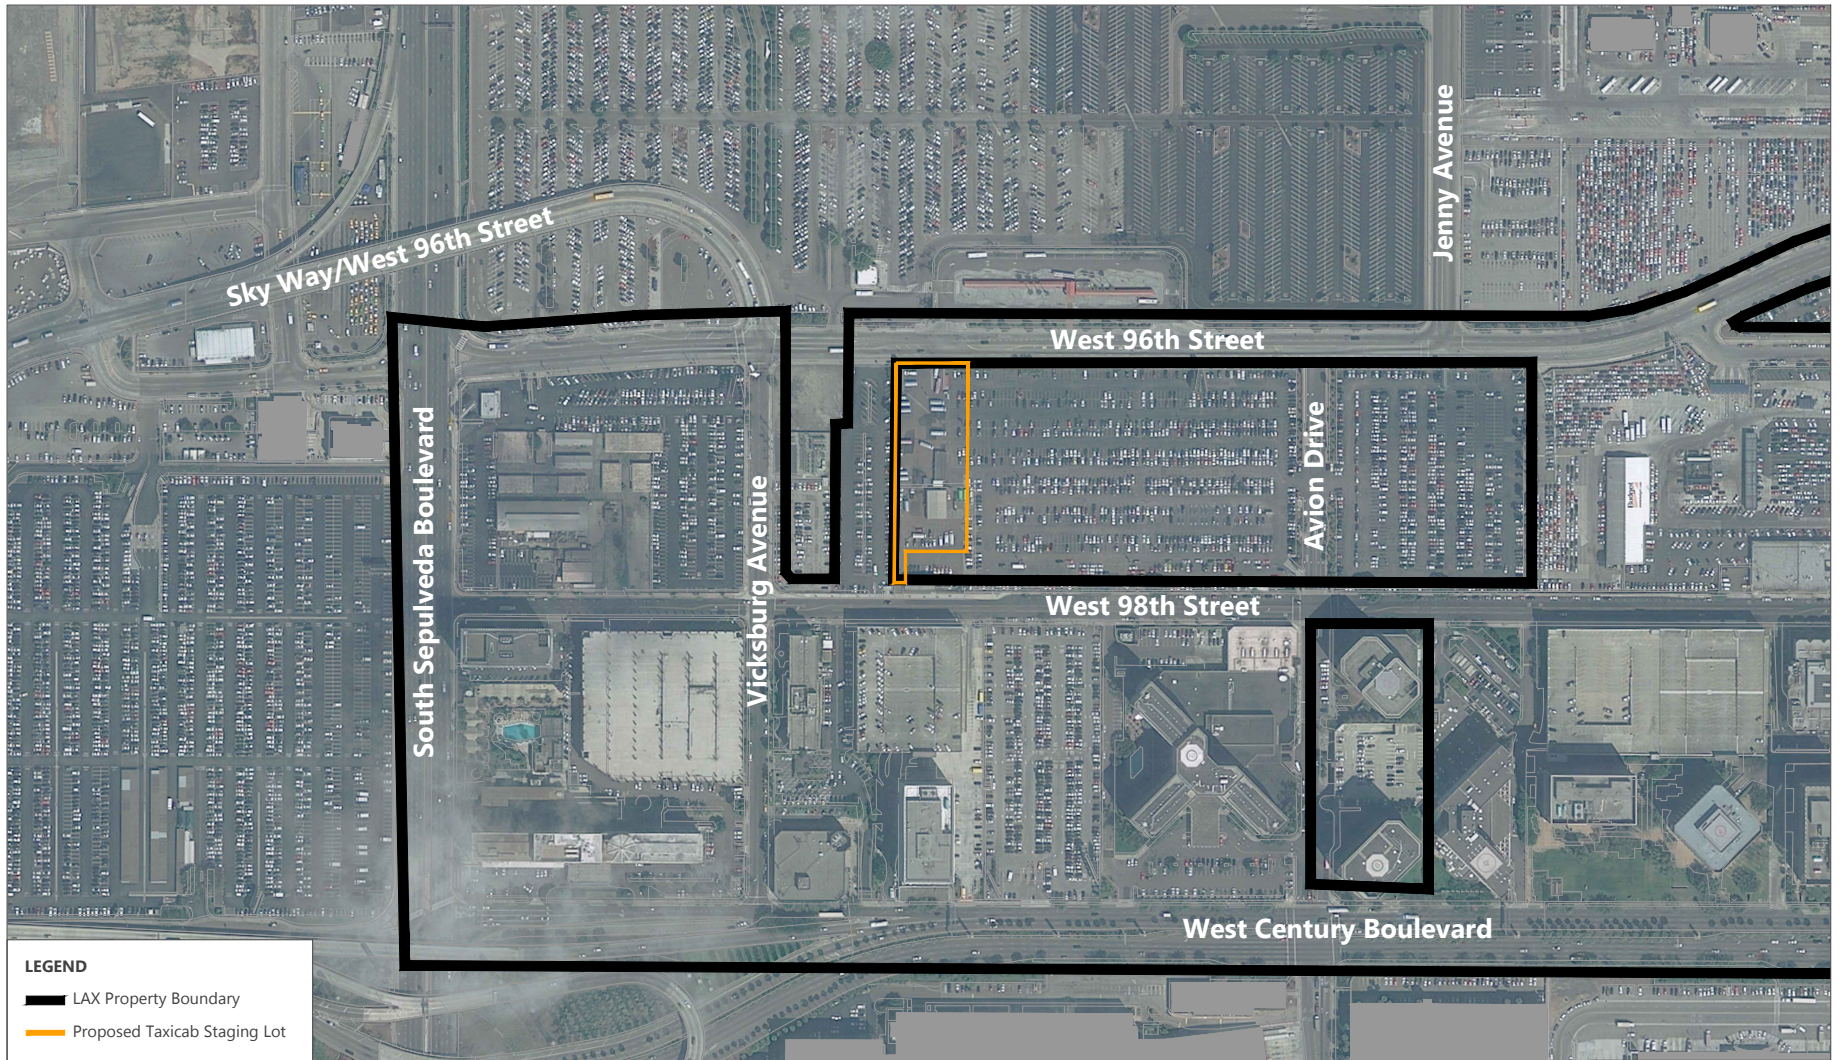 Jenny Avenue
Sky Way/West 96th Street
West 96th Street
South Sepulveda Boulevard
Avion Drive
Vicksburg Avenue
Budget
West 98th Street
West Century Boulevard
LEGEND
LAX Property Boundary
Proposed Taxicab Staging Lot